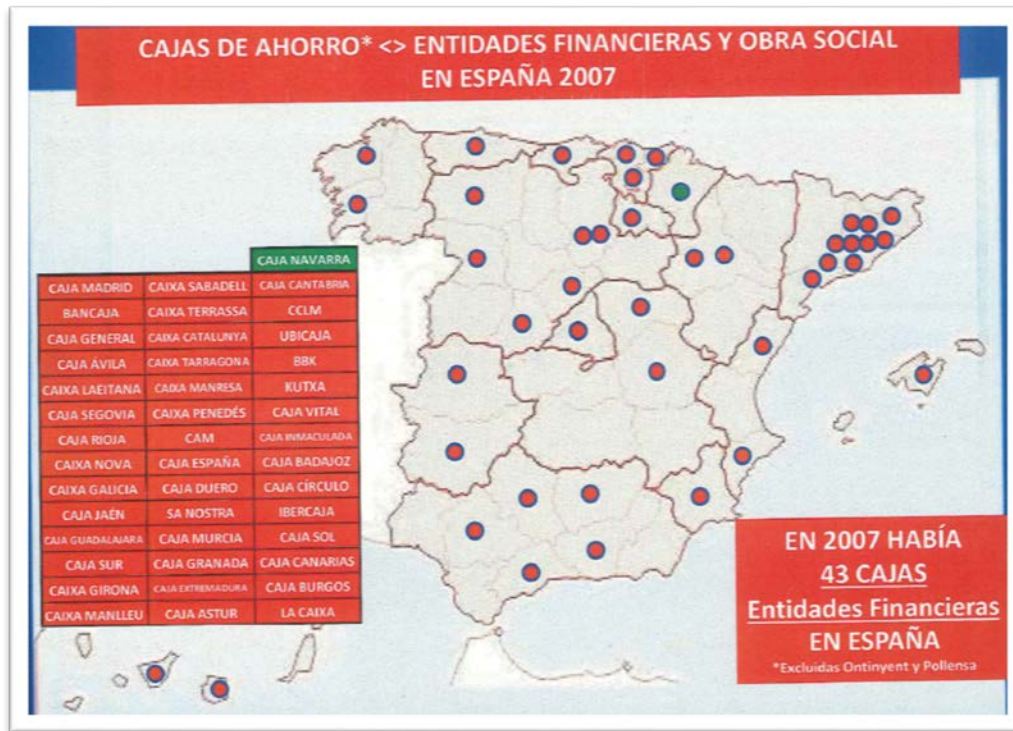 CAJAS DE AHORRO* <> ENTIDADES FINANCIERAS Y OBRA SOCIAL
EN ESPAÑA 2007
CAJA NAVARRA
CAJA MADRID CAIXA SABADELL CAJA CANTABRIA
BANCAJA CAIXA TERRASSA CCLM
CAJA GENERAL CAIXA CATALUNYA UBICAJA
CAJA ÁVILA CAIXA TARRAGONA BBK
CAIXA LAEITANA CAIXA MANRESA KUTXA
CAJA SEGOVIA CAIXA PENEDÉS CAJA VITAL
CAJA RIOJA CAM CAJA INMACULADA
CAIXA NOVA CAJA ESPAÑA CAJA BADAJOZ
CAIXA GALICIA CAJA DUERO CAJA CÍRCULO
CAJA JAÉN SA NOSTRA IBERCAJA
CAJA GUADALAJARA CAJA MURCIA CAJA SOL
CAJA SUR CAJA GRANADA CAJA CANARIAS
CAIXA GIRONA CAJA EXTREMADURA CAJA BURGOS
CAIXA MANLLEU CAJA ASTUR LA CAIXA
EN 2007 HABÍA
43 CAJAS
Entidades Financieras
EN ESPAÑA
*Excluidas Ontinyent y Pollensa